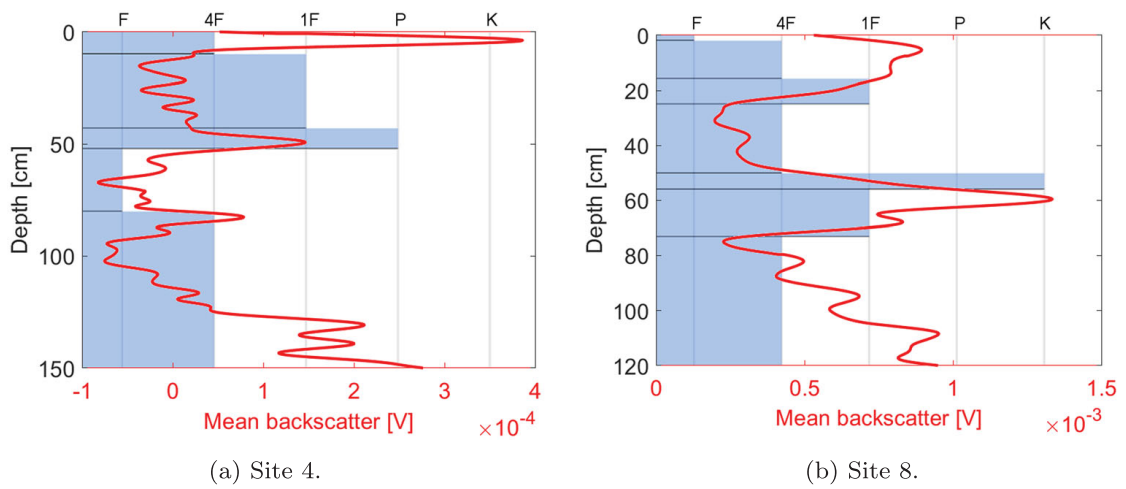 F 4F 1F P K
0
50
100
150
Depth [cm]
-1 0 1 2 3 4
Mean backscatter [V] ×10⁻⁴
(a) Site 4.
F 4F 1F P K
0
20
40
60
80
100
120
Depth [cm]
0 0.5 1 1.5
Mean backscatter [V] ×10⁻³
(b) Site 8.